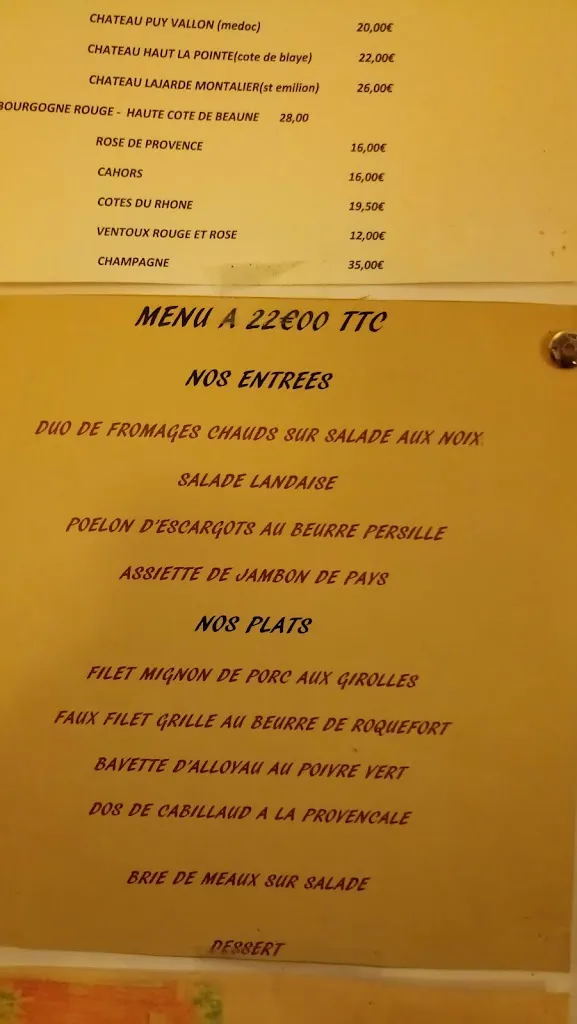 CHATEAU PUY VALLON (medoc) 20,00€
CHATEAU HAUT LA POINTE(cote de blaye) 22,00€
CHATEAU LAJARDE MONTALIER(st emilion) 26,00€
BOURGOGNE ROUGE - HAUTE COTE DE BEAUNE 28,00
ROSE DE PROVENCE 16,00€
CAHORS 16,00€
COTES DU RHONE 19,50€
VENTOUX ROUGE ET ROSE 12,00€
CHAMPAGNE 35,00€
MENU A 22€00 TTC
NOS ENTREES
DUO DE FROMAGES CHAUDS SUR SALADE AUX NOIX
SALADE LANDAISE
POELON D'ESCARGOTS AU BEURRE PERSILLE
ASSIETTE DE JAMBON DE PAYS
NOS PLATS
FILET MIGNON DE PORC AUX GIROLLES
FAUX FILET GRILLE AU BEURRE DE ROQUEFORT
BAVETTE D'ALLOYAU AU POIVRE VERT
DOS DE CABILLAUD A LA PROVENCALE
BRIE DE MEAUX SUR SALADE
DESSERT